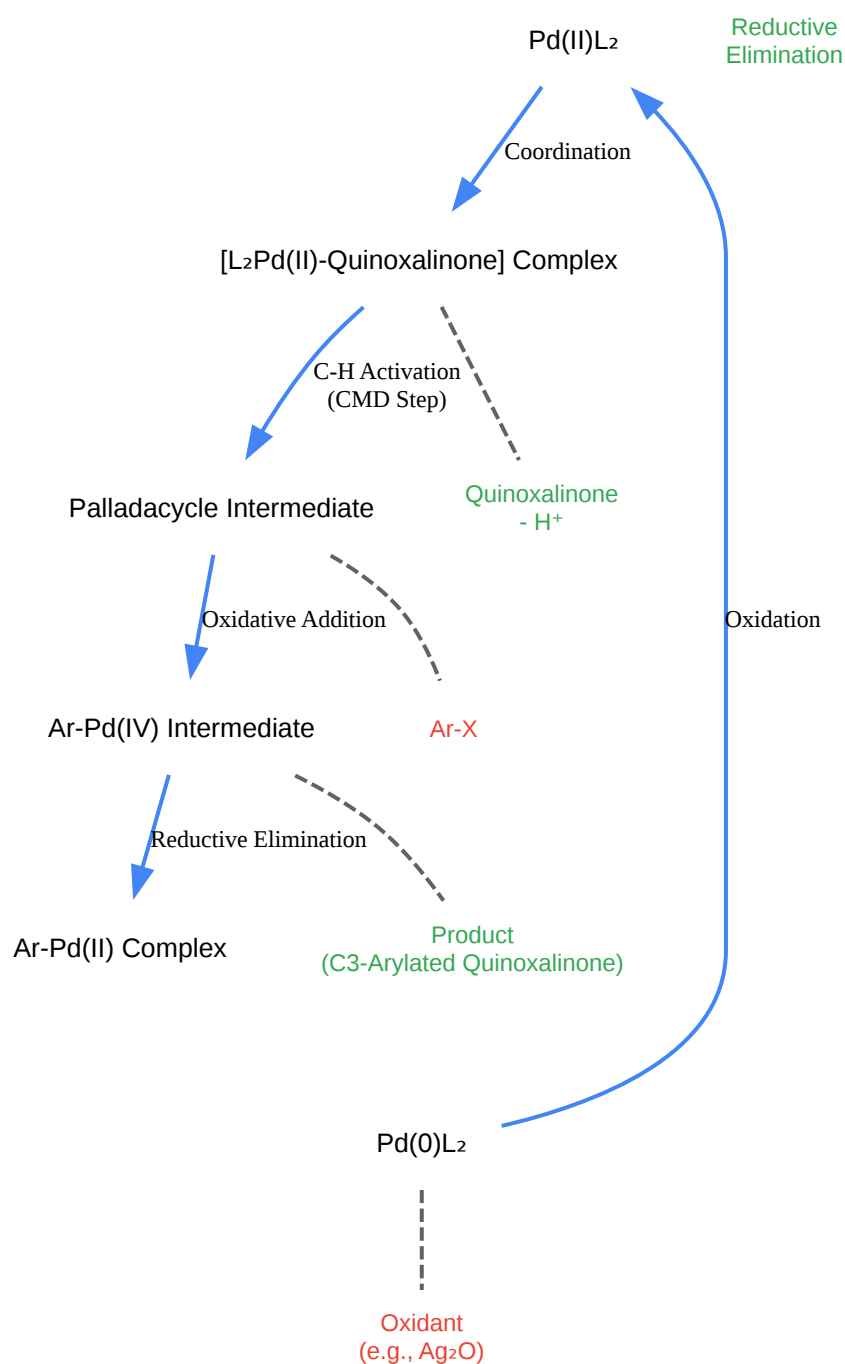 Pd(II)L₂
Reductive
Elimination
Coordination
[L₂Pd(II)-Quinoxalinone] Complex
C-H Activation
(CMD Step)
Palladacycle Intermediate
Quinoxalinone
- H⁺
Oxidative Addition
Oxidation
Ar-Pd(IV) Intermediate
Ar-X
Reductive Elimination
Ar-Pd(II) Complex
Product
(C3-Arylated Quinoxalinone)
Pd(0)L₂
Oxidant
(e.g., Ag₂O)